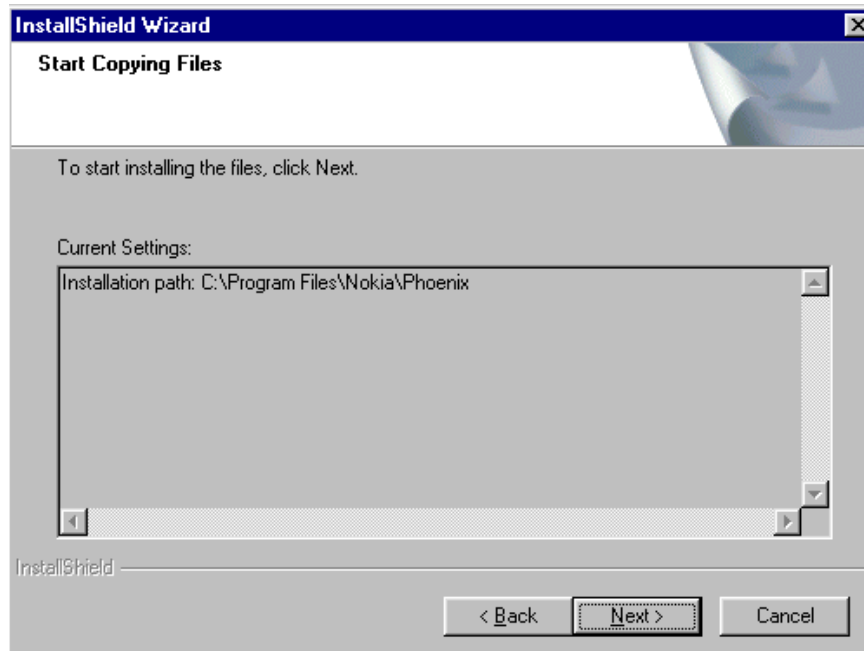 InstallShield Wizard
Start Copying Files
To start installing the files, click Next.
Current Settings:
Installation path: C:\Program Files\Nokia\Phoenix
InstallShield
< Back Next > Cancel